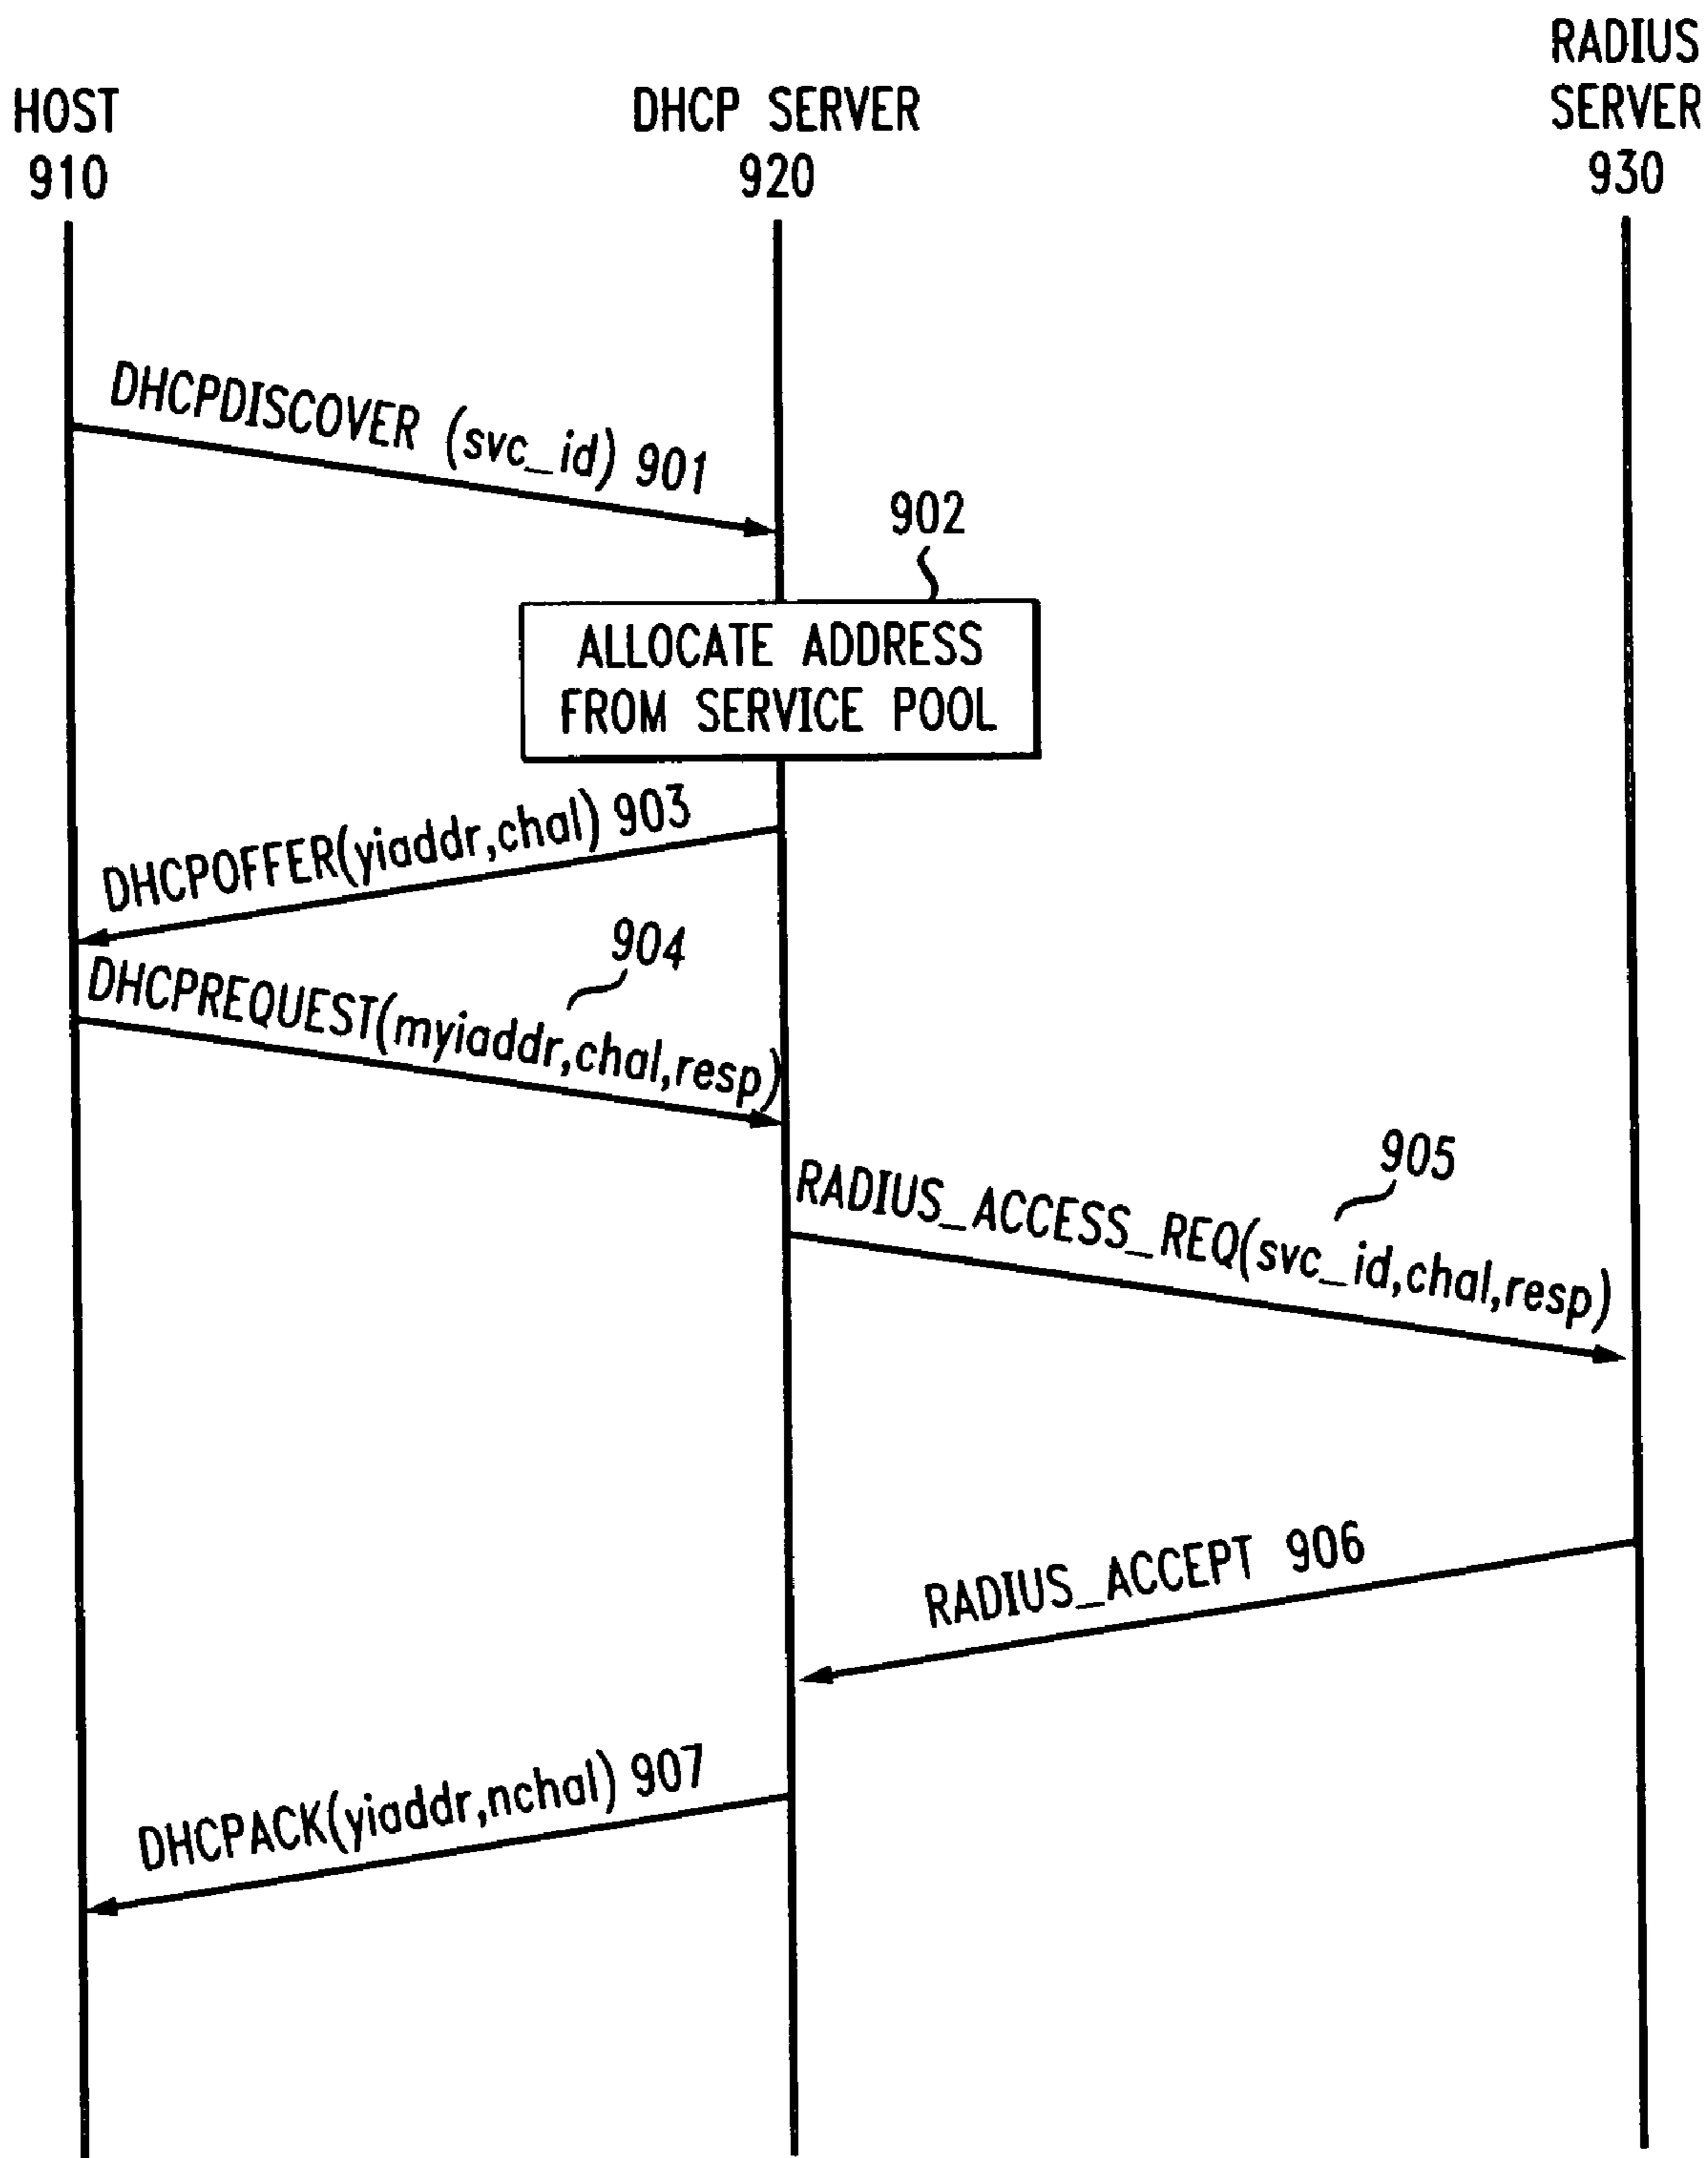 HOST
910
DHCP SERVER
920
RADIUS
SERVER
930
DHCPDISCOVER (svc_id) 901
902
ALLOCATE ADDRESS
FROM SERVICE POOL
DHCPOFFER(yiaddr,chal) 903
904
DHCPREQUEST(myiaddr,chal,resp)
905
RADIUS_ACCESS_REQ(svc_id,chal,resp)
RADIUS_ACCEPT 906
DHCPACK(yiaddr,nchal) 907